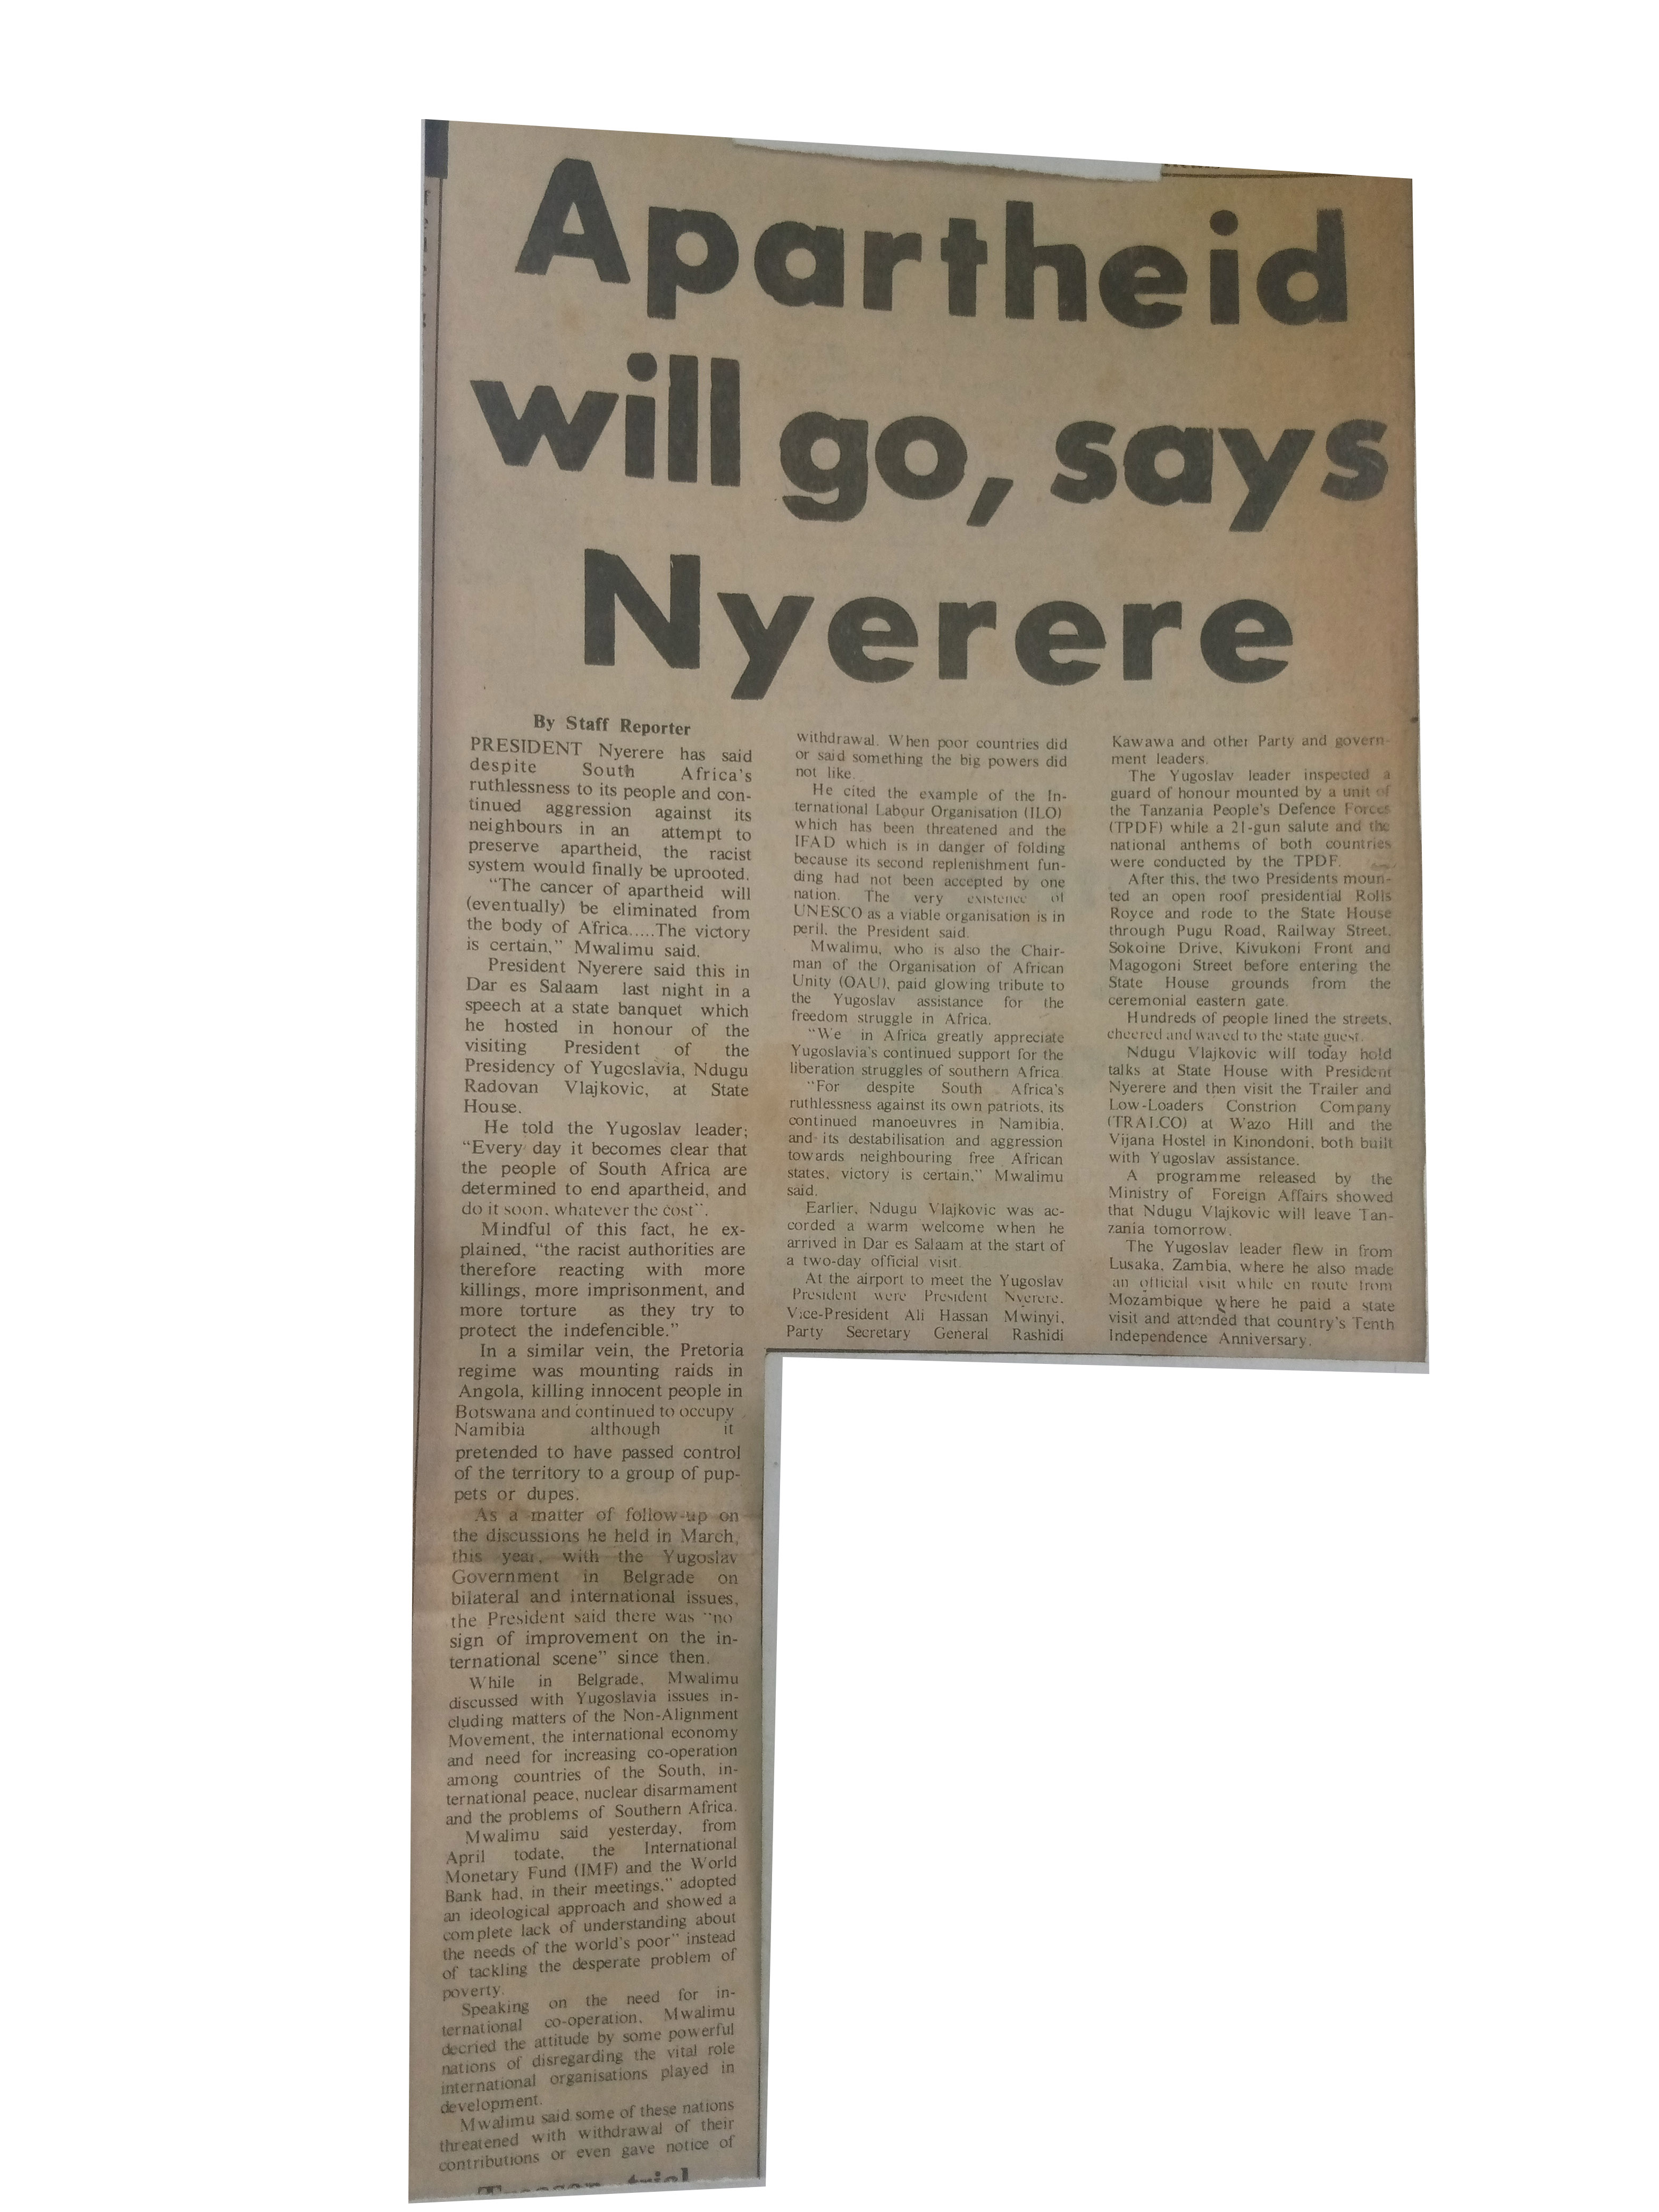 Apartheid
will go, says
Nyerere
By Staff Reporter
PRESIDENT Nyerere has said
despite South Africa's
ruthlessness to its people and con-
tinued aggression against its
neighbours in an attempt to
preserve apartheid, the racist
system would finally be uprooted.
"The cancer of apartheid will
(eventually) be eliminated from
the body of Africa.....The victory
is certain," Mwalimu said.
President Nyerere said this in
Dar es Salaam last night in a
speech at a state banquet which
he hosted in honour of the
visiting President of the
Presidency of Yugoslavia, Ndugu
Radovan Vlajkovic, at State
House.
He told the Yugoslav leader;
"Every day it becomes clear that
the people of South Africa are
determined to end apartheid, and
do it soon, whatever the cost".
Mindful of this fact, he ex-
plained, "the racist authorities are
therefore reacting with more
killings, more imprisonment, and
more torture as they try to
protect the indefencible."
In a similar vein, the Pretoria
regime was mounting raids in
Angola, killing innocent people in
Botswana and continued to occupy
Namibia although it
pretended to have passed control
of the territory to a group of pup-
pets or dupes.
As a matter of follow-up on
the discussions he held in March,
this year, with the Yugoslav
Government in Belgrade on
bilateral and international issues,
the President said there was "no
sign of improvement on the in-
ternational scene" since then.
While in Belgrade, Mwalimu
discussed with Yugoslavia issues in-
cluding matters of the Non-Alignment
Movement, the international economy
and need for increasing co-operation
among countries of the South, in-
ternational peace, nuclear disarmament
and the problems of Southern Africa.
Mwalimu said yesterday, from
April todate, the International
Monetary Fund (IMF) and the World
Bank had, in their meetings," adopted
an ideological approach and showed a
complete lack of understanding about
the needs of the world's poor" instead
of tackling the desperate problem of
poverty.
Speaking on the need for in-
ternational co-operation, Mwalimu
decried the attitude by some powerful
nations of disregarding the vital role
international organisations played in
development.
Mwalimu said some of these nations
threatened with withdrawal of their
contributions or even gave notice of
withdrawal. When poor countries did
or said something the big powers did
not like.
He cited the example of the In-
ternational Labour Organisation (ILO)
which has been threatened and the
IFAD which is in danger of folding
because its second replenishment fun-
ding had not been accepted by one
nation. The very existence of
UNESCO as a viable organisation is in
peril, the President said.
Mwalimu, who is also the Chair-
man of the Organisation of African
Unity (OAU), paid glowing tribute to
the Yugoslav assistance for the
freedom struggle in Africa.
"We in Africa greatly appreciate
Yugoslavia's continued support for the
liberation struggles of southern Africa.
"For despite South Africa's
ruthlessness against its own patriots, its
continued manoeuvres in Namibia,
and its destabilisation and aggression
towards neighbouring free African
states, victory is certain," Mwalimu
said.
Earlier, Ndugu Vlajkovic was ac-
corded a warm welcome when he
arrived in Dar es Salaam at the start of
a two-day official visit.
At the airport to meet the Yugoslav
President were President Nyerere,
Vice-President Ali Hassan Mwinyi,
Party Secretary General Rashidi
Kawawa and other Party and govern-
ment leaders.
The Yugoslav leader inspected a
guard of honour mounted by a unit of
the Tanzania People's Defence Forces
(TPDF) while a 21-gun salute and the
national anthems of both countries
were conducted by the TPDF.
After this, the two Presidents moun-
ted an open roof presidential Rolls
Royce and rode to the State House
through Pugu Road, Railway Street,
Sokoine Drive, Kivukoni Front and
Magogoni Street before entering the
State House grounds from the
ceremonial eastern gate.
Hundreds of people lined the streets,
cheered and waved to the state guest.
Ndugu Vlajkovic will today hold
talks at State House with President
Nyerere and then visit the Trailer and
Low-Loaders Constrion Company
(TRALCO) at Wazo Hill and the
Vijana Hostel in Kinondoni, both built
with Yugoslav assistance.
A programme released by the
Ministry of Foreign Affairs showed
that Ndugu Vlajkovic will leave Tan-
zania tomorrow.
The Yugoslav leader flew in from
Lusaka, Zambia, where he also made
an official visit while en route from
Mozambique where he paid a state
visit and attended that country's Tenth
Independence Anniversary.